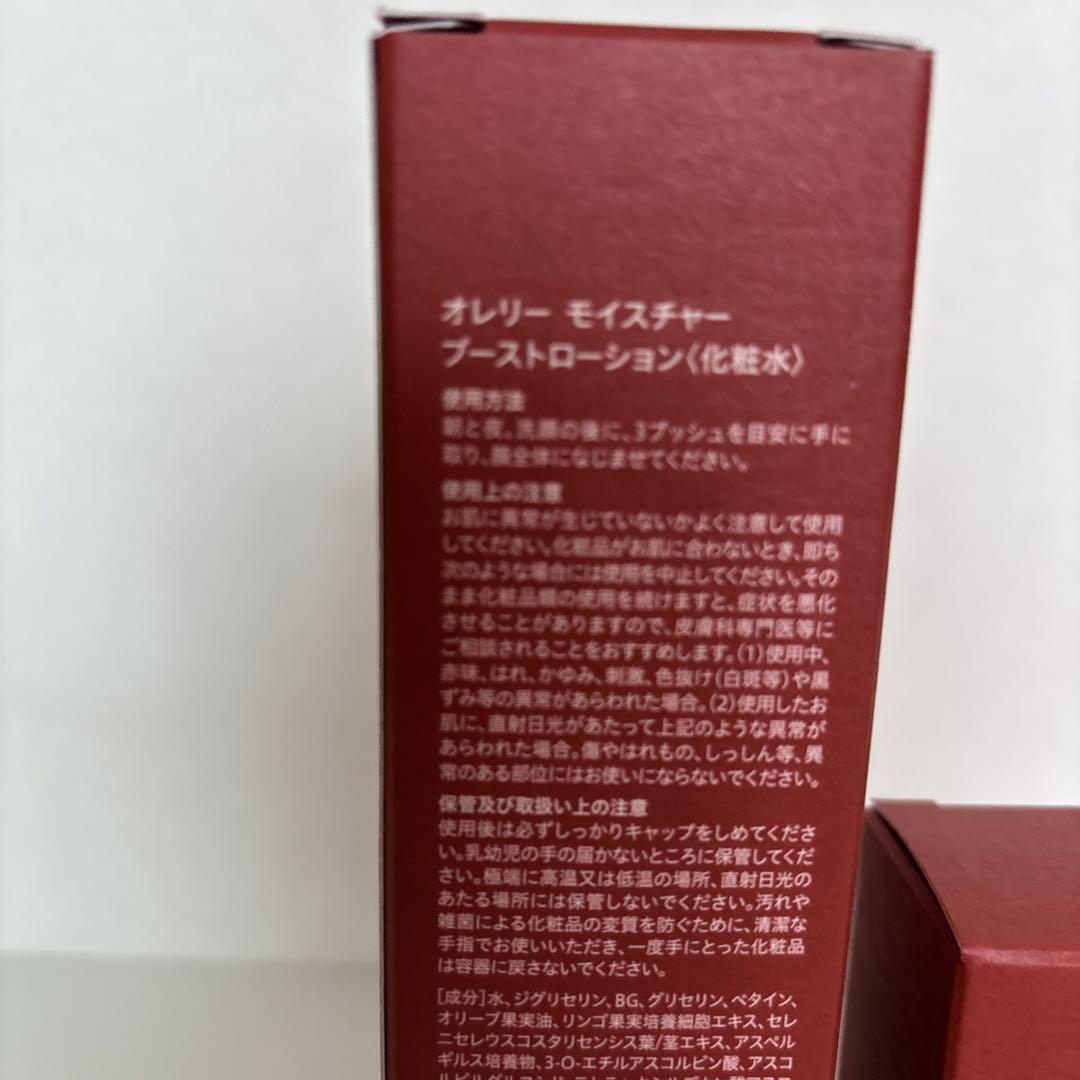 オレリー モイスチャー
ブーストローション〈化粧水〉
使用方法
朝と夜、洗顔の後に、3プッシュを目安に手に
取り、顔全体になじませてください。
使用上の注意
お肌に異常が生じていないかよく注意して使用
してください。化粧品がお肌に合わないとき、即ち
次のような場合には使用を中止してください。その
まま化粧品類の使用を続けますと、症状を悪化
させることがありますので、皮膚科専門医等に
ご相談されることをおすすめします。(1)使用中、
赤味、はれ、かゆみ、刺激、色抜け(白斑等)や黒
ずみ等の異常があらわれた場合。(2)使用したお
肌に、直射日光があたって上記のような異常が
あらわれた場合。傷やはれもの、しっしん等、異
常のある部位にはお使いにならないでください。
保管及び取扱い上の注意
使用後は必ずしっかりキャップをしめてくださ
い。乳幼児の手の届かないところに保管してくだ
さい。極端に高温又は低温の場所、直射日光の
あたる場所には保管しないでください。汚れや
雑菌による化粧品の変質を防ぐために、清潔な
手指でお使いいただき、一度手にとった化粧品
は容器に戻さないでください。
[成分]水、ジグリセリン、BG、グリセリン、ベタイン、
オリーブ果実油、リンゴ果実培養細胞エキス、セレ
ニセレウスコスタリセンシス葉/茎エキス、アスペル
ギルス培養物、3-O-エチルアスコルビン酸、アスコ